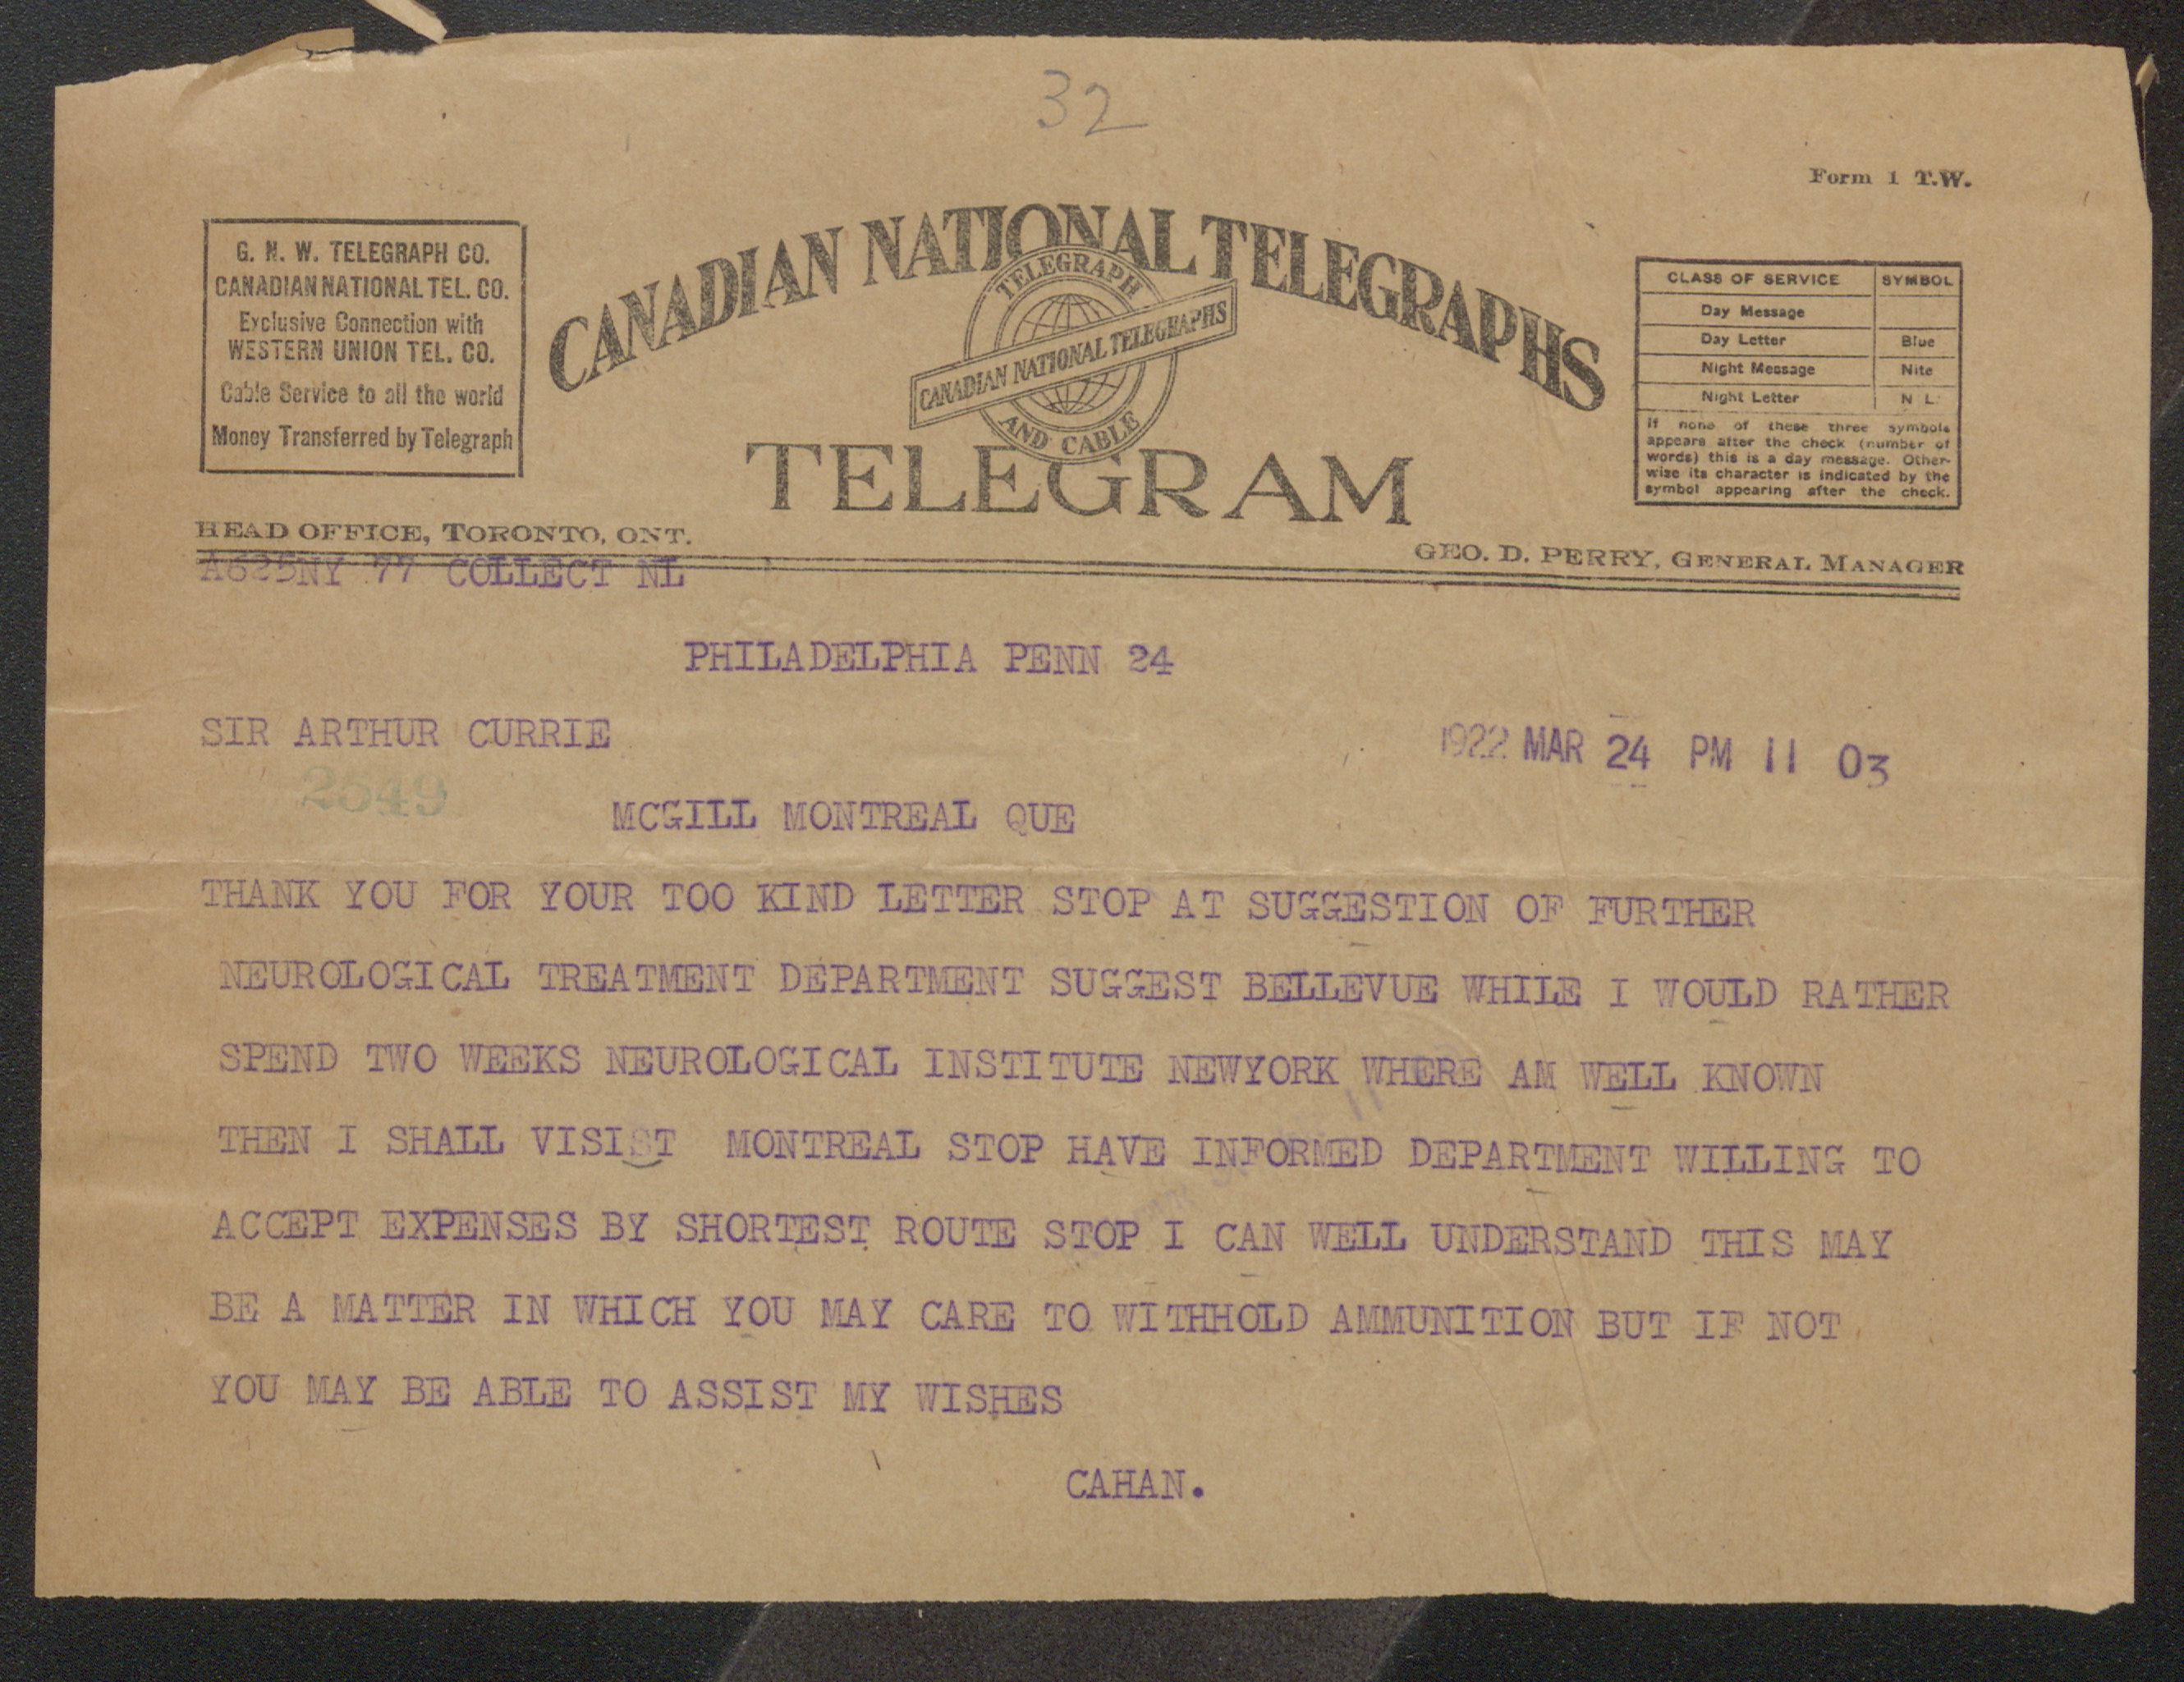 32
Form 1 T.W.
G. N. W. TELEGRAPH CO.
CANADIAN NATIONAL TEL. CO.
Exclusive Connection with
WESTERN UNION TEL. CO.
Cable Service to all the world
Money Transferred by Telegraph
CANADIAN NATIONAL TELEGRAPHS
TELEGRAPH
CANADIAN NATIONAL TELEGRAPHS
AND CABLE
TELEGRAM
CLASS OF SERVICE SYMBOL
Day Message
Day Letter Blue
Night Message Nite
Night Letter N L
If none of these three symbols
appears after the check (number of
words) this is a day message. Other-
wise its character is indicated by the
symbol appearing after the check.
HEAD OFFICE, TORONTO, ONT.
GEO. D. PERRY, GENERAL MANAGER
A625NY 77 COLLECT NL
PHILADELPHIA PENN 24
SIR ARTHUR CURRIE
1922 MAR 24 PM 11 03
2549
MCGILL MONTREAL QUE
THANK YOU FOR YOUR TOO KIND LETTER STOP AT SUGGESTION OF FURTHER
NEUROLOGICAL TREATMENT DEPARTMENT SUGGEST BELLEVUE WHILE I WOULD RATHER
SPEND TWO WEEKS NEUROLOGICAL INSTITUTE NEWYORK WHERE AM WELL KNOWN
THEN I SHALL VISIST MONTREAL STOP HAVE INFORMED DEPARTMENT WILLING TO
ACCEPT EXPENSES BY SHORTEST ROUTE STOP I CAN WELL UNDERSTAND THIS MAY
BE A MATTER IN WHICH YOU MAY CARE TO WITHHOLD AMMUNITION BUT IF NOT
YOU MAY BE ABLE TO ASSIST MY WISHES
CAHAN.